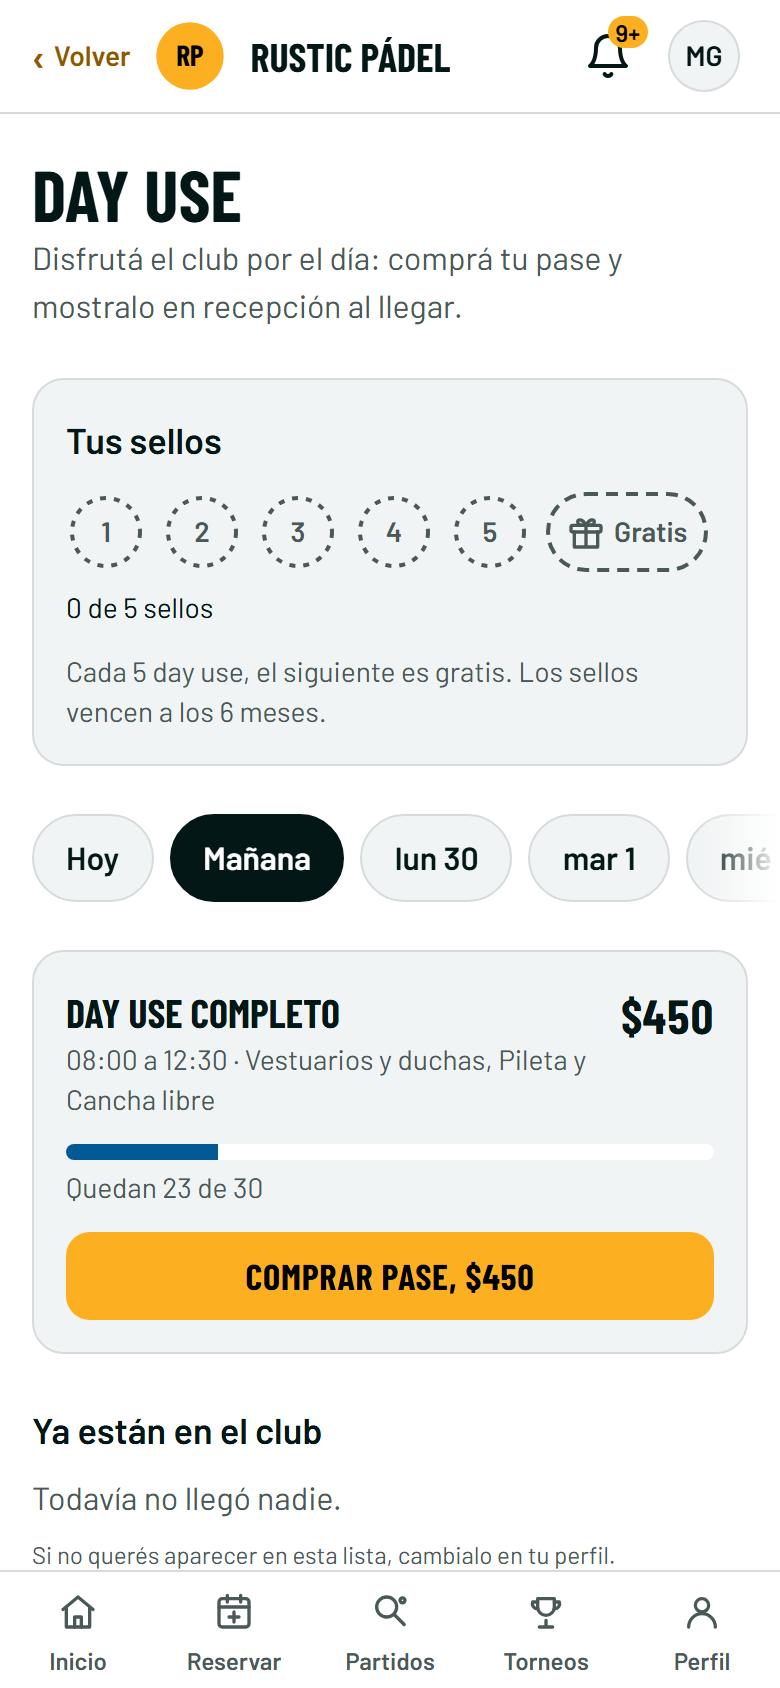 ‹ Volver
RP
RUSTIC PÁDEL
9+
MG
DAY USE
Disfrutá el club por el día: comprá tu pase y
mostralo en recepción al llegar.
Tus sellos
1 2 3 4 5 Gratis
0 de 5 sellos
Cada 5 day use, el siguiente es gratis. Los sellos
vencen a los 6 meses.
Hoy Mañana lun 30 mar 1 mié
DAY USE COMPLETO
$450
08:00 a 12:30 · Vestuarios y duchas, Pileta y
Cancha libre
Quedan 23 de 30
COMPRAR PASE, $450
Ya están en el club
Todavía no llegó nadie.
Si no querés aparecer en esta lista, cambialo en tu perfil.
Inicio Reservar Partidos Torneos Perfil